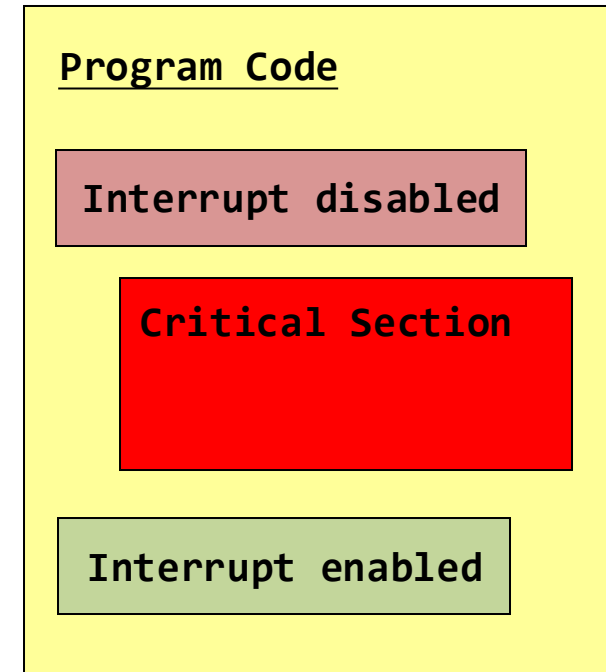 Program Code
Interrupt disabled
Critical Section
Interrupt enabled